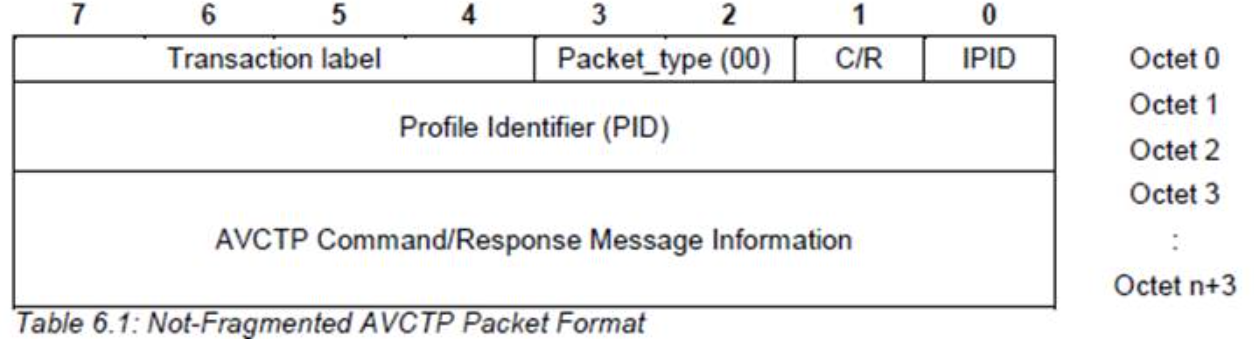 7 6 5 4 3 2 1 0
Transaction label Packet_type (00) C/R IPID Octet 0
Octet 1
Profile Identifier (PID)
Octet 2
Octet 3
AVCTP Command/Response Message Information :
Octet n+3
Table 6.1: Not-Fragmented AVCTP Packet Format